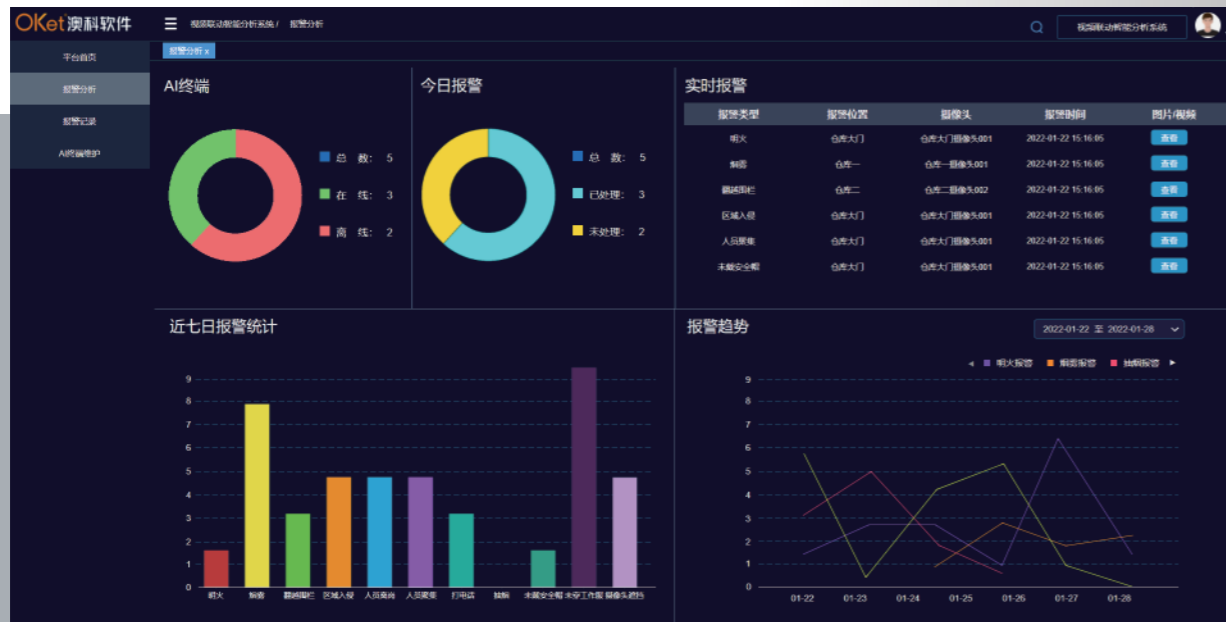 OKet 澳科软件
视频联动智能分析系统 / 报警分析
视频联动智能分析系统
平台首页
报警分析
报警记录
AI终端维护
报警分析 x
AI终端
总 数: 5
在 线: 3
离 线: 2
今日报警
总 数: 5
已处理: 3
未处理: 2
实时报警
报警类型 报警位置 摄像头 报警时间 图片/视频
明火 仓库大门 仓库大门摄像头001 2022-01-22 15:16:05 查看
烟雾 仓库一 仓库一摄像头001 2022-01-22 15:16:05 查看
翻越围栏 仓库二 仓库二摄像头002 2022-01-22 15:16:05 查看
区域入侵 仓库大门 仓库大门摄像头001 2022-01-22 15:16:05 查看
人员聚集 仓库大门 仓库大门摄像头001 2022-01-22 15:16:05 查看
未戴安全帽 仓库大门 仓库大门摄像头001 2022-01-22 15:16:05 查看
近七日报警统计
9
8
7
6
5
4
3
2
1
0
明火 烟雾 翻越围栏 区域入侵 人员离岗 人员聚集 打电话 抽烟 未戴安全帽 未穿工作服 摄像头遮挡
报警趋势
2022-01-22 至 2022-01-28
明火报警 烟雾报警 抽烟报警
9
8
7
6
5
4
3
2
1
0
01-22 01-23 01-24 01-25 01-26 01-27 01-28